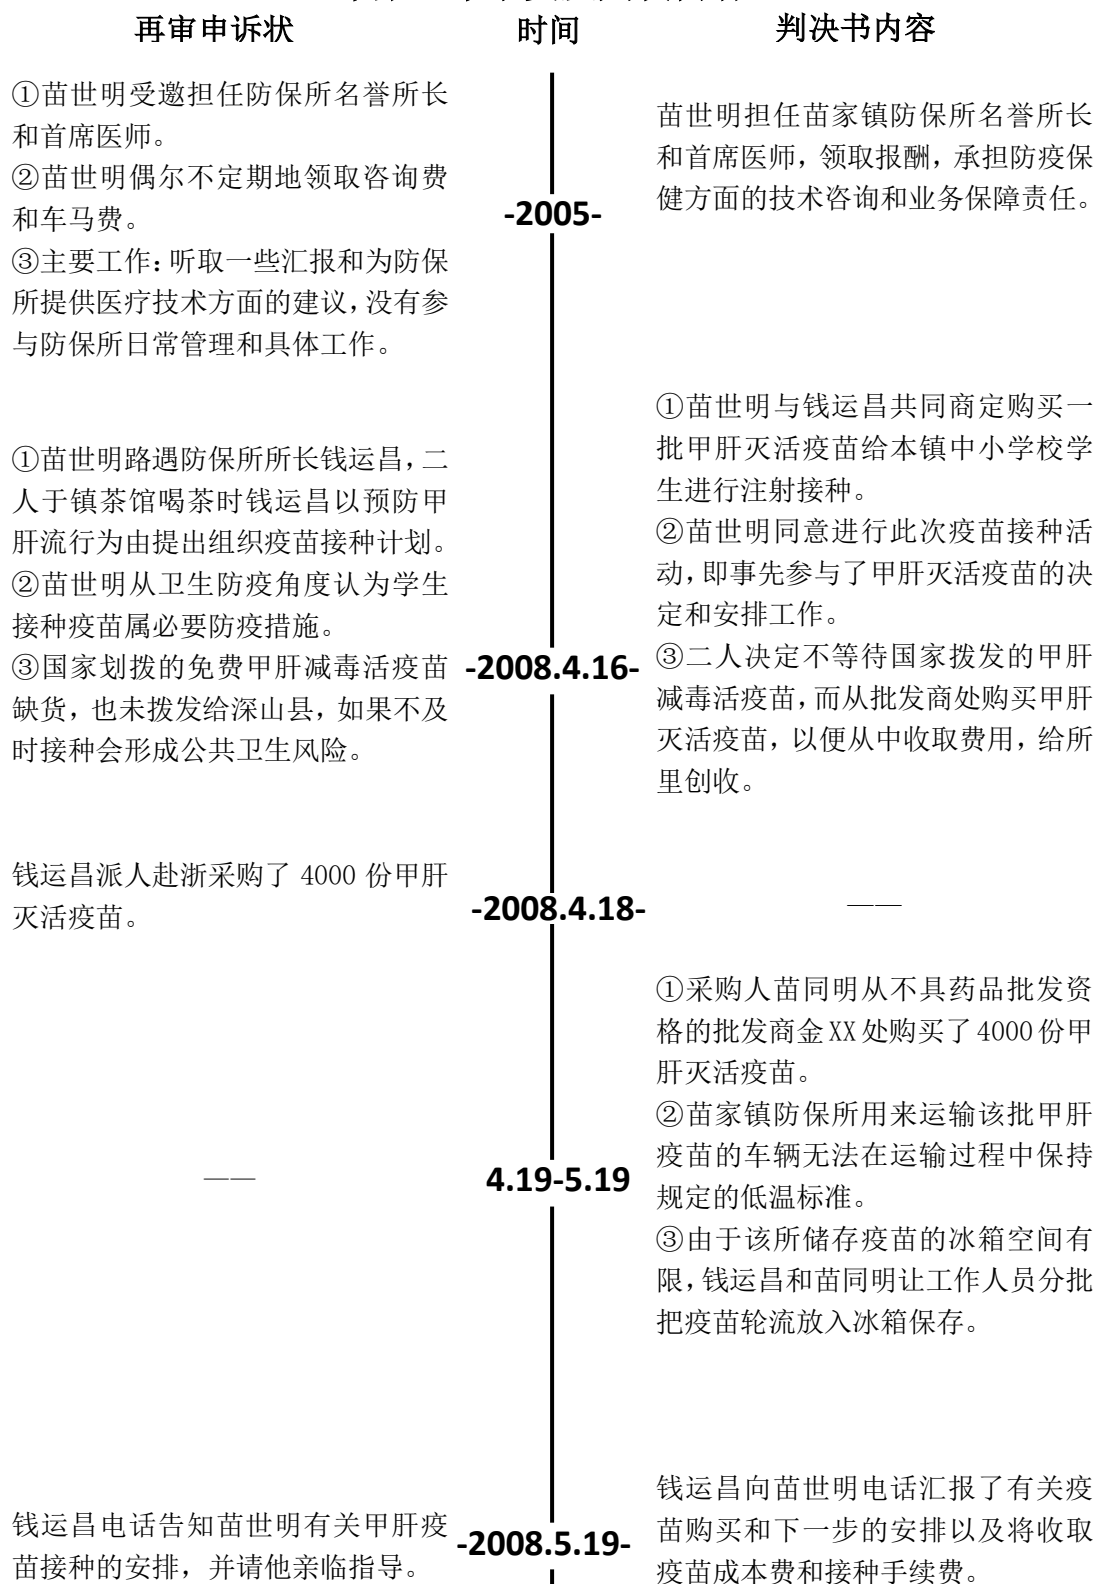 再审申诉状
时间
判决书内容
①苗世明受邀担任防保所名誉所长
和首席医师。
②苗世明偶尔不定期地领取咨询费
和车马费。
③主要工作:听取一些汇报和为防保
所提供医疗技术方面的建议,没有参
与防保所日常管理和具体工作。
-2005-
苗世明担任苗家镇防保所名誉所长
和首席医师,领取报酬,承担防疫保
健方面的技术咨询和业务保障责任。
①苗世明路遇防保所所长钱运昌,二
人于镇茶馆喝茶时钱运昌以预防甲
肝流行为由提出组织疫苗接种计划。
②苗世明从卫生防疫角度认为学生
接种疫苗属必要防疫措施。
③国家划拨的免费甲肝减毒活疫苗
缺货,也未拨发给深山县,如果不及
时接种会形成公共卫生风险。
-2008.4.16-
①苗世明与钱运昌共同商定购买一
批甲肝灭活疫苗给本镇中小学校学
生进行注射接种。
②苗世明同意进行此次疫苗接种活
动,即事先参与了甲肝灭活疫苗的决
定和安排工作。
③二人决定不等待国家拨发的甲肝
减毒活疫苗,而从批发商处购买甲肝
灭活疫苗,以便从中收取费用,给所
里创收。
钱运昌派人赴浙采购了 4000 份甲肝
灭活疫苗。
-2008.4.18-
——
——
4.19-5.19
①采购人苗同明从不具药品批发资
格的批发商金 XX 处购买了 4000 份甲
肝灭活疫苗。
②苗家镇防保所用来运输该批甲肝
疫苗的车辆无法在运输过程中保持
规定的低温标准。
③由于该所储存疫苗的冰箱空间有
限,钱运昌和苗同明让工作人员分批
把疫苗轮流放入冰箱保存。
钱运昌电话告知苗世明有关甲肝疫
苗接种的安排,并请他亲临指导。
-2008.5.19-
钱运昌向苗世明电话汇报了有关疫
苗购买和下一步的安排以及将收取
疫苗成本费和接种手续费。